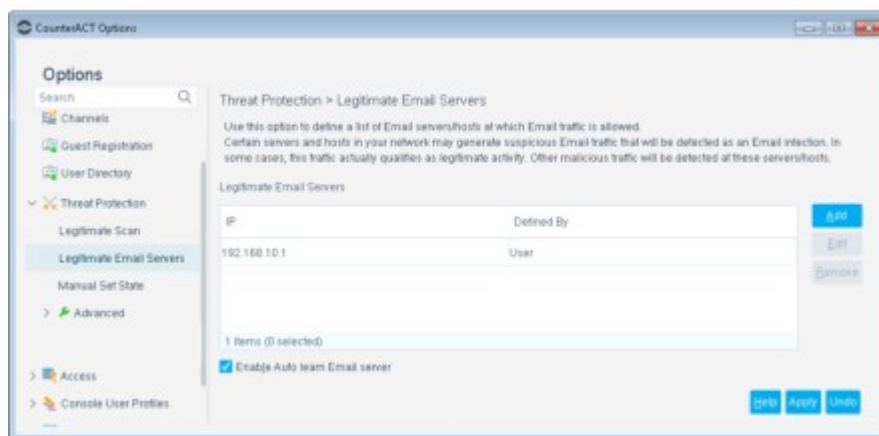 CounterACT Options
Options
Search
Channels
Guest Registration
User Directory
Threat Protection
Legitimate Scan
Legitimate Email Servers
Manual Set State
Advanced
Access
Console User Profiles
Threat Protection > Legitimate Email Servers
Use this option to define a list of Email servers/hosts at which Email traffic is allowed.
Certain servers and hosts in your network may generate suspicious Email traffic that will be detected as an Email infection. In
some cases, this traffic actually qualifies as legitimate activity. Other malicious traffic will be detected at these servers/hosts.
Legitimate Email Servers
IP Defined By
192.168.10.1 User
1 items (0 selected)
Enable Auto learn Email server
Add
Edit
Remove
Help Apply Undo